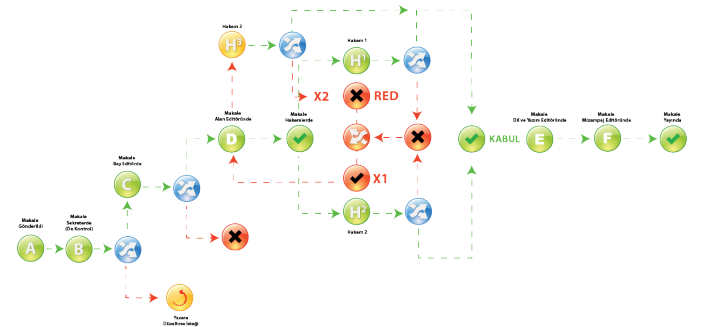 Hakem 3
H3
Hakem 1
H1
X2
RED
Makale
Alan Editöründe
D
Makale
Hakemlerde
KABUL
Makale
Dil ve Yazım Editöründe
E
Makale
Mizampaj Editöründe
F
Makale
Yayında
Makale
Baş Editörde
C
X1
H2
Hakem 2
Makale
Gönderildi
A
Makale
Sekreterde
(Ön Kontrol)
B
Yazara
Düzeltme İsteği